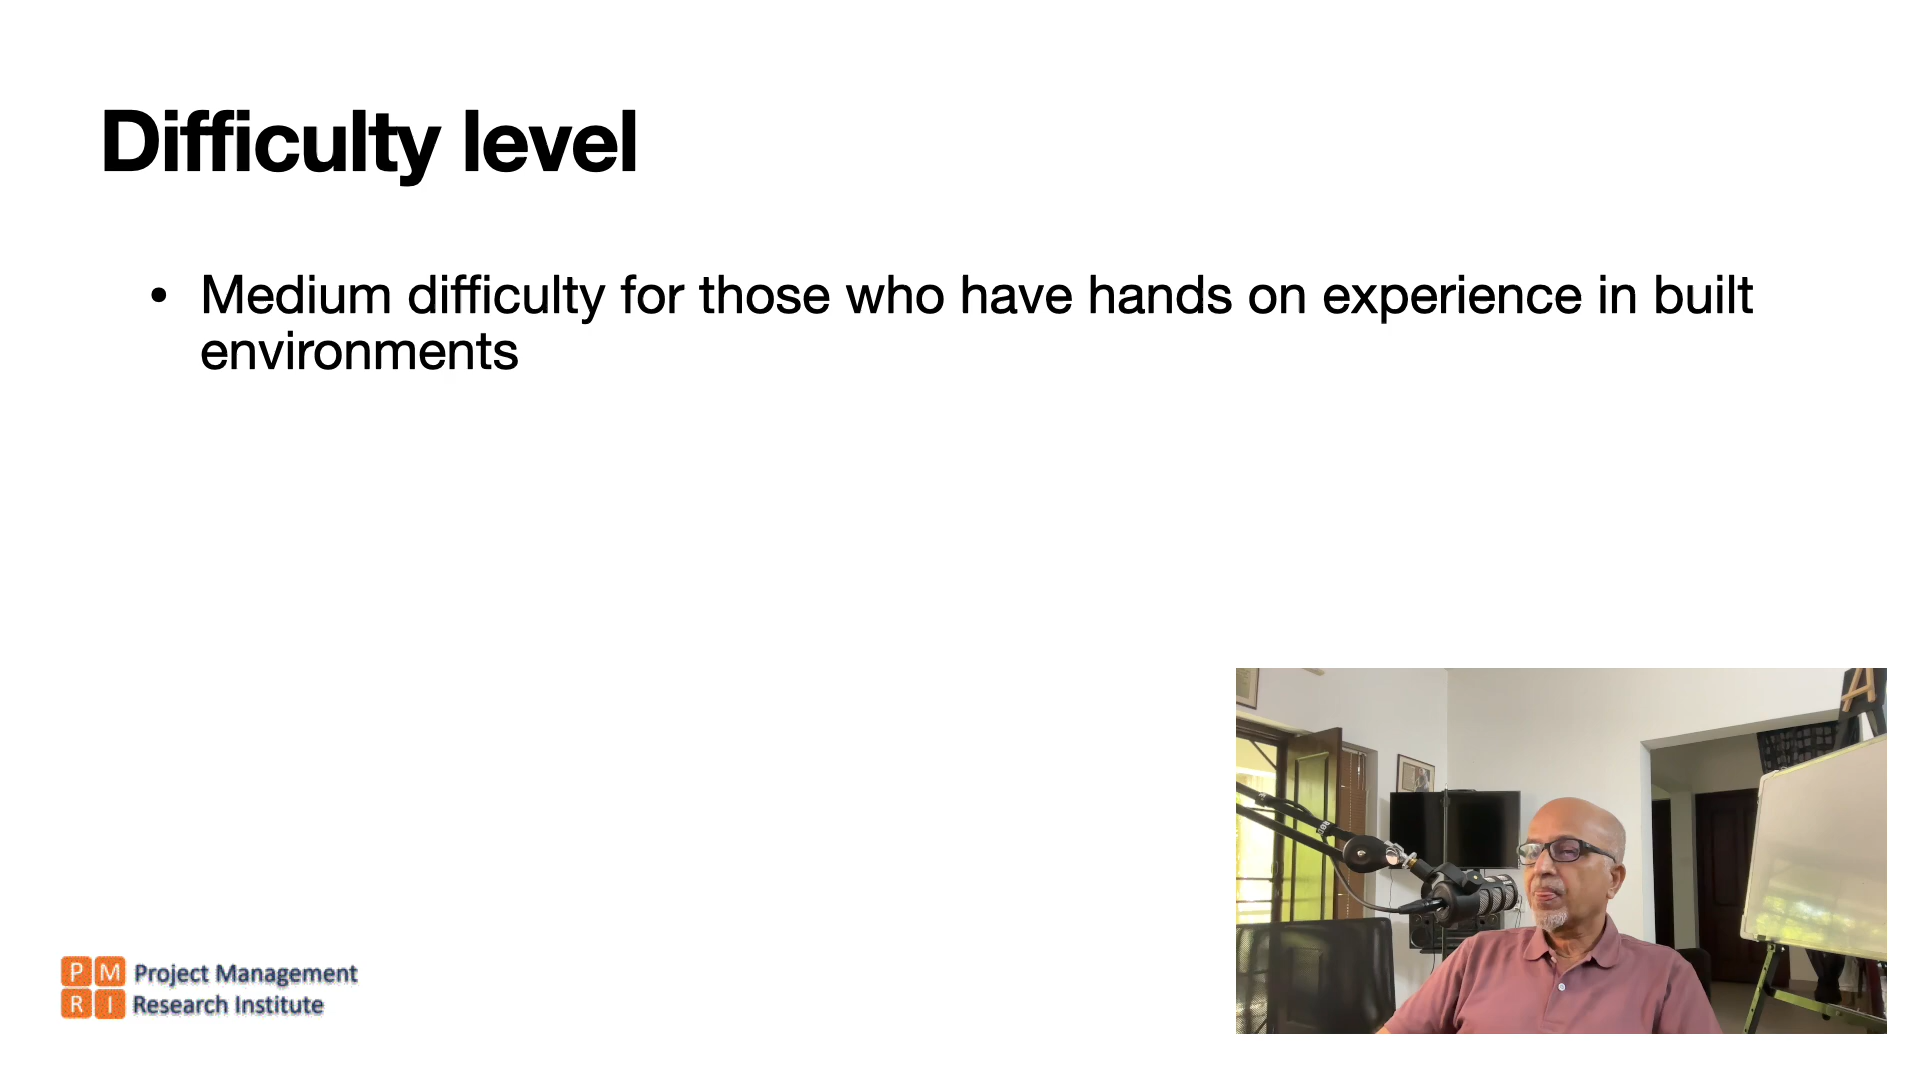 Difficulty level
• Medium difficulty for those who have hands on experience in built
environments
P M
R I
Project Management
Research Institute